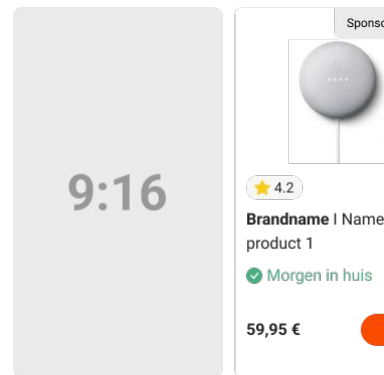 9:16
Sponso
4.2
Brandname I Name
product 1
Morgen in huis
59,95 €